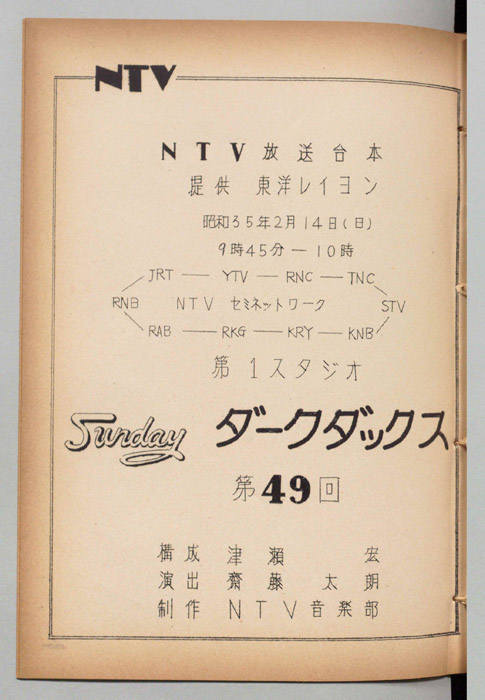 NTV
NTV放送台本
提供 東洋レイヨン
昭和35年2月14日(日)
9時45分—10時
JRT — YTV — RNC — TNC
RNB NTV セミネットワーク STV
RAB — RKG — KRY — KNB
第1スタジオ
Sunday ダークダックス
第49回
構成 津瀬 宏
演出 齋藤 太朗
制作 NTV音楽部